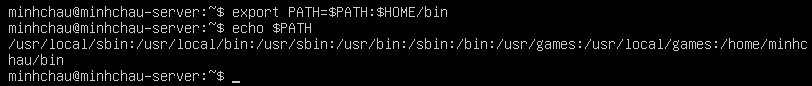 minhchau@minhchau-server:~$ export PATH=$PATH:$HOME/bin
minhchau@minhchau-server:~$ echo $PATH
/usr/local/sbin:/usr/local/bin:/usr/sbin:/usr/bin:/sbin:/bin:/usr/games:/usr/local/games:/home/minhc
hau/bin
minhchau@minhchau-server:~$ _